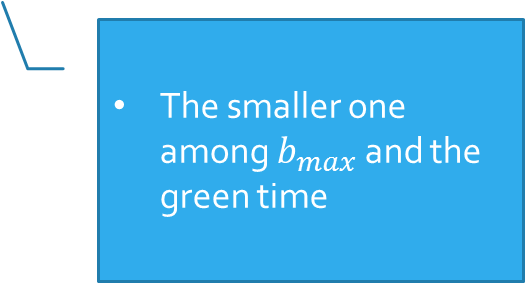 • The smaller one
among b_max and the
green time